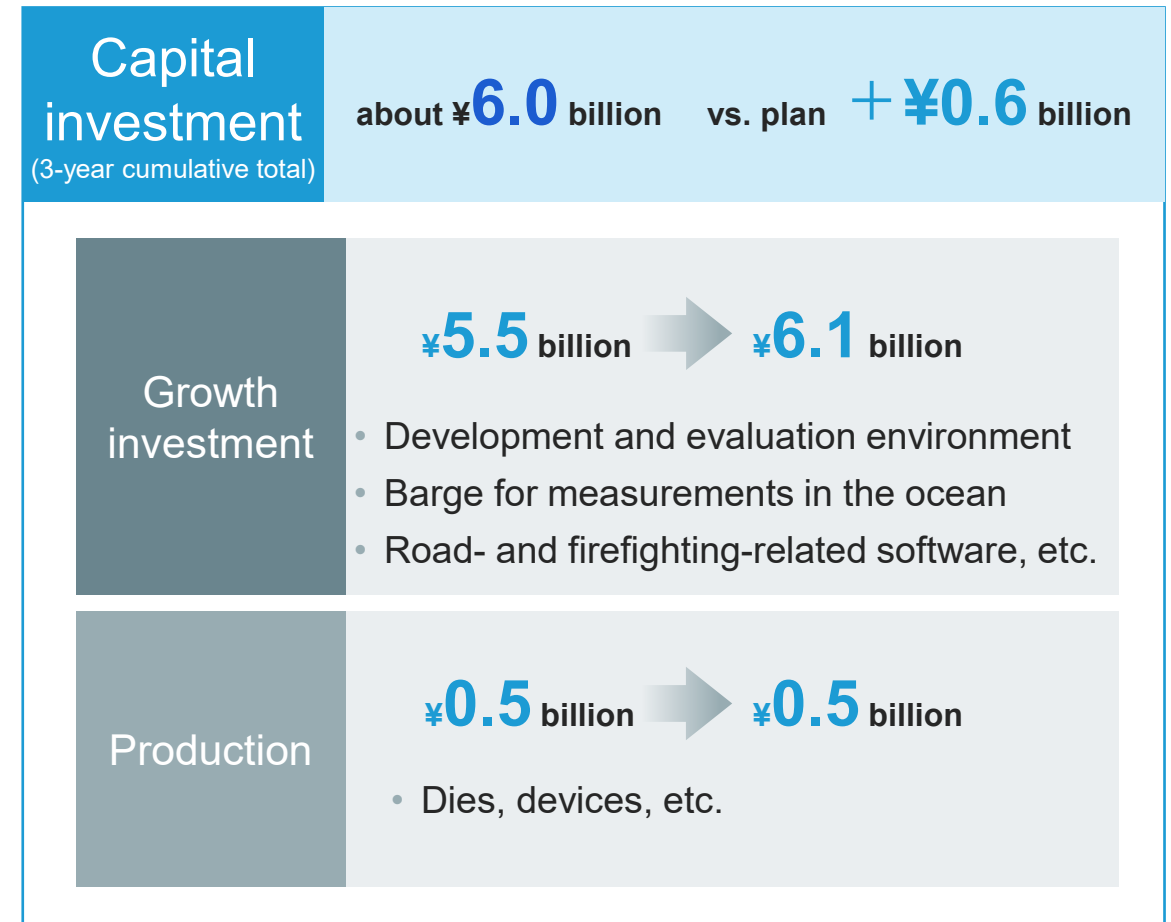 Capital
investment
(3-year cumulative total)
about ¥6.0 billion vs. plan +¥0.6 billion
Growth
investment
¥5.5 billion ¥6.1 billion
• Development and evaluation environment
• Barge for measurements in the ocean
• Road- and firefighting-related software, etc.
Production
¥0.5 billion ¥0.5 billion
• Dies, devices, etc.